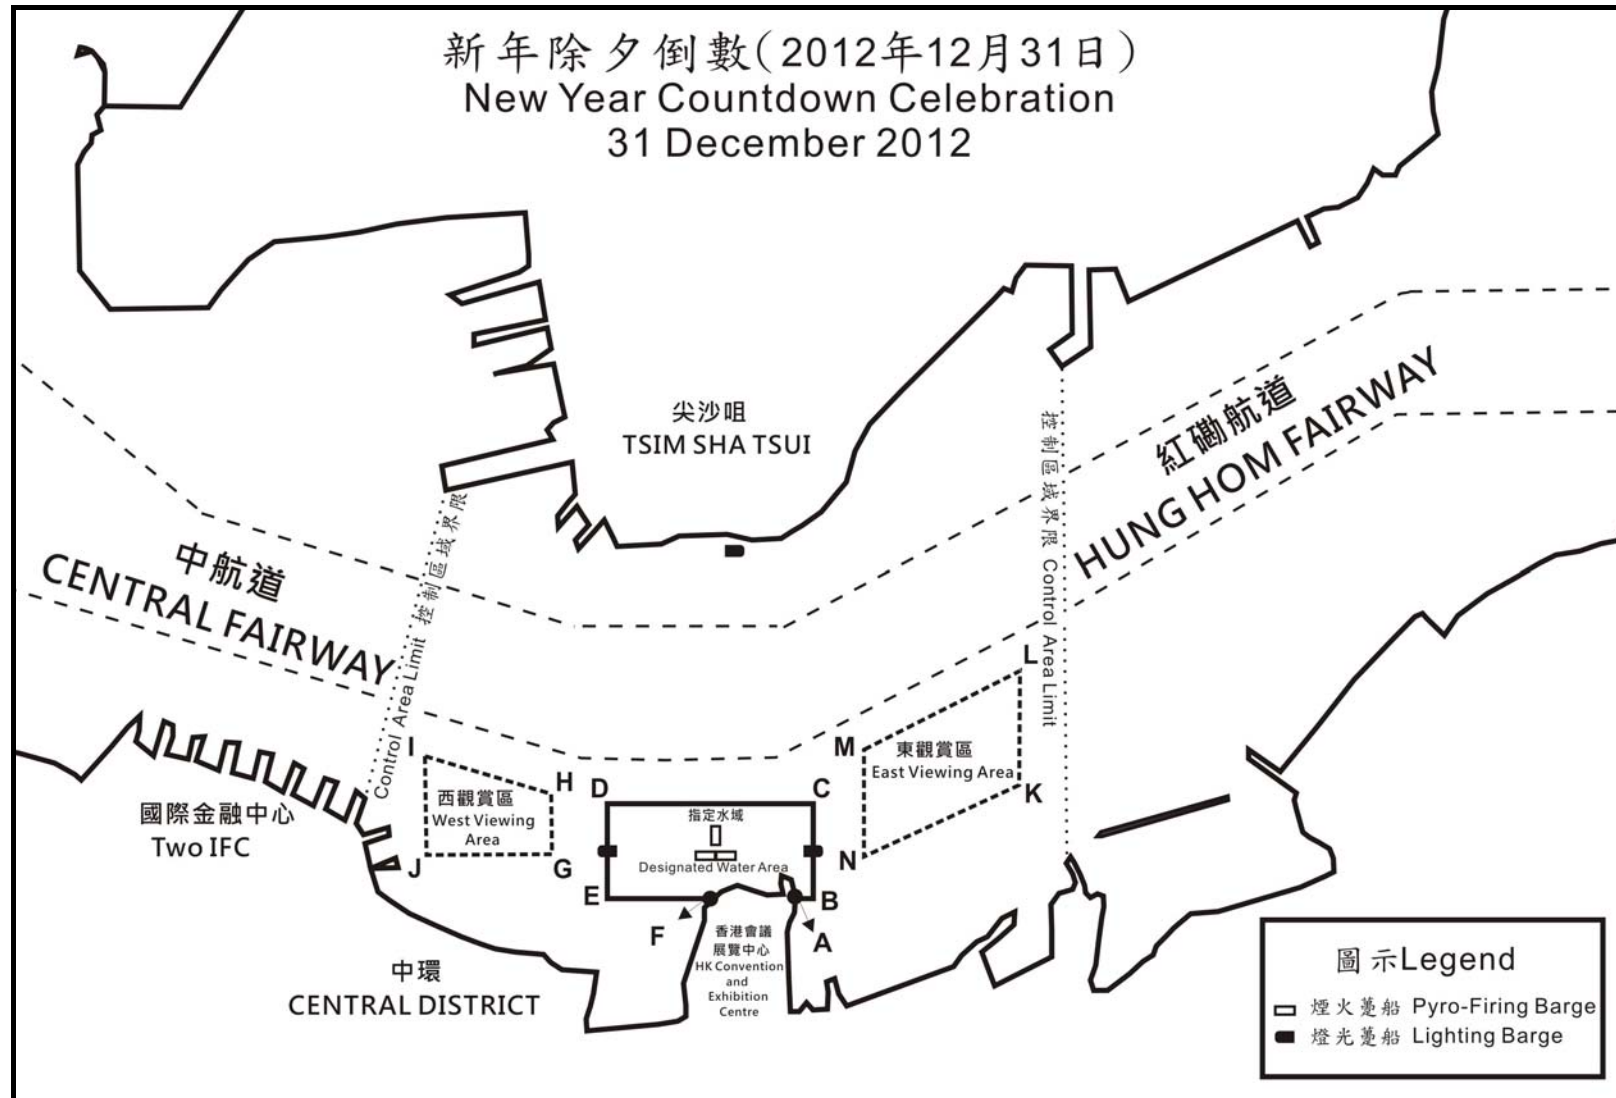 新年除夕倒數(2012年12月31日)
New Year Countdown Celebration
31 December 2012
尖沙咀
TSIM SHA TSUI
紅磡航道
HUNG HOM FAIRWAY
中航道
CENTRAL FAIRWAY
Control Area Limit 控制區域界限
控制區域界限 Control Area Limit
I
H
西觀賞區
West Viewing
Area
J
G
D
C
指定水域
Designated Water Area
E
B
F
A
L
M
東觀賞區
East Viewing Area
K
N
國際金融中心
Two IFC
中環
CENTRAL DISTRICT
香港會議
展覽中心
HK Convention
and
Exhibition
Centre
圖示Legend
煙火躉船 Pyro-Firing Barge
燈光躉船 Lighting Barge